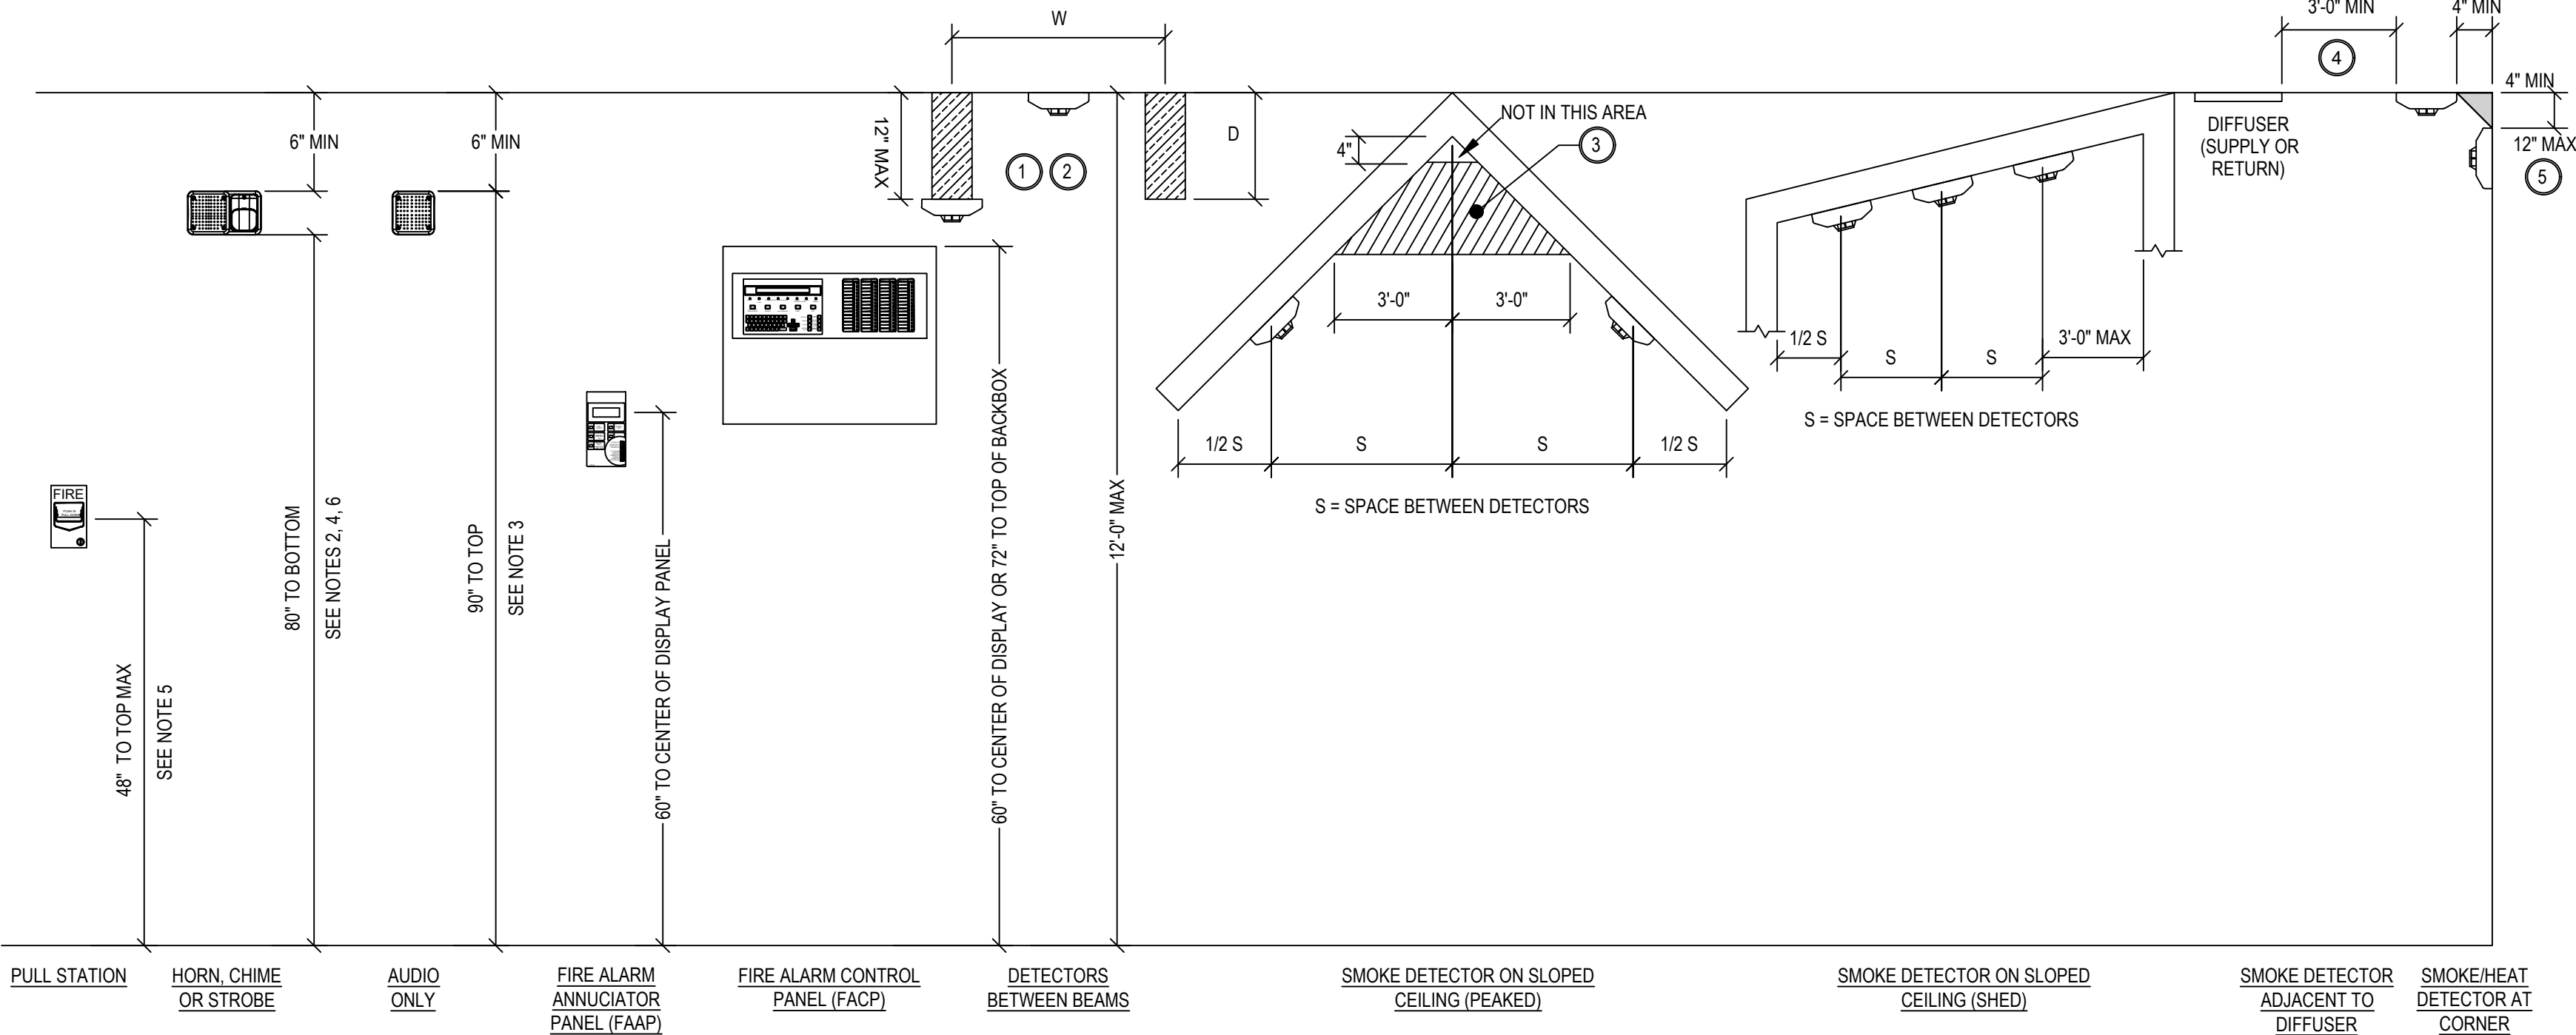 W
3'-0" MIN
4" MIN
4
4" MIN
12" MAX
5
6" MIN
6" MIN
12" MAX
1
2
D
NOT IN THIS AREA
3
4"
DIFFUSER
(SUPPLY OR
RETURN)
3'-0"
3'-0"
1/2 S
S
S
3'-0" MAX
S = SPACE BETWEEN DETECTORS
1/2 S
S
S
1/2 S
S = SPACE BETWEEN DETECTORS
FIRE
48" TO TOP MAX
SEE NOTE 5
80" TO BOTTOM
SEE NOTES 2, 4, 6
90" TO TOP
SEE NOTE 3
60" TO CENTER OF DISPLAY PANEL
60" TO CENTER OF DISPLAY OR 72" TO TOP OF BACKBOX
12'-0" MAX
PULL STATION
HORN, CHIME
OR STROBE
AUDIO
ONLY
FIRE ALARM
ANNUCIATOR
PANEL (FAAP)
FIRE ALARM CONTROL
PANEL (FACP)
DETECTORS
BETWEEN BEAMS
SMOKE DETECTOR ON SLOPED
CEILING (PEAKED)
SMOKE DETECTOR ON SLOPED
CEILING (SHED)
SMOKE DETECTOR
ADJACENT TO
DIFFUSER
SMOKE/HEAT
DETECTOR AT
CORNER